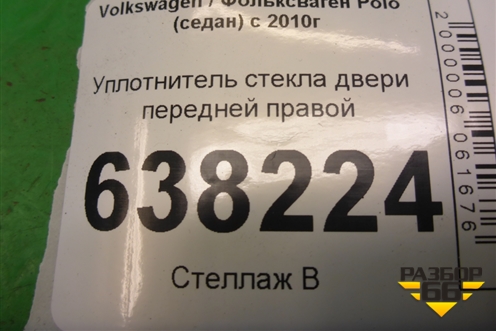 Volkswagen / Фольксваген Polo
(седан) с 2010г
Уплотнитель стекла двери
передней правой
638224
Стеллаж В
2000006061676
РАЗБОР
66